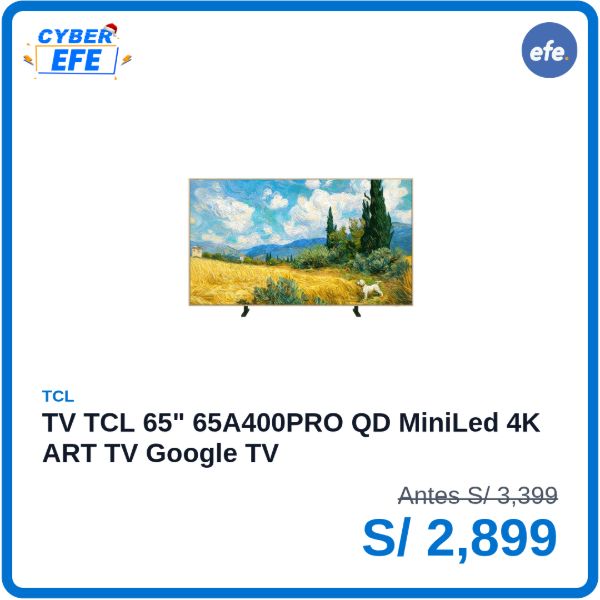 CYBER
EFE
efe.
TCL
TV TCL 65" 65A400PRO QD MiniLed 4K
ART TV Google TV
Antes S/ 3,399
S/ 2,899